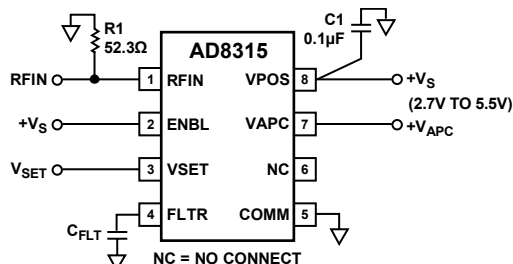 R1
52.3Ω
C1
0.1µF
AD8315
RFIN 1 RFIN VPOS 8 +VS
(2.7V TO 5.5V)
+VS 2 ENBL VAPC 7 +VAPC
VSET 3 VSET NC 6
CFLT 4 FLTR COMM 5
NC = NO CONNECT